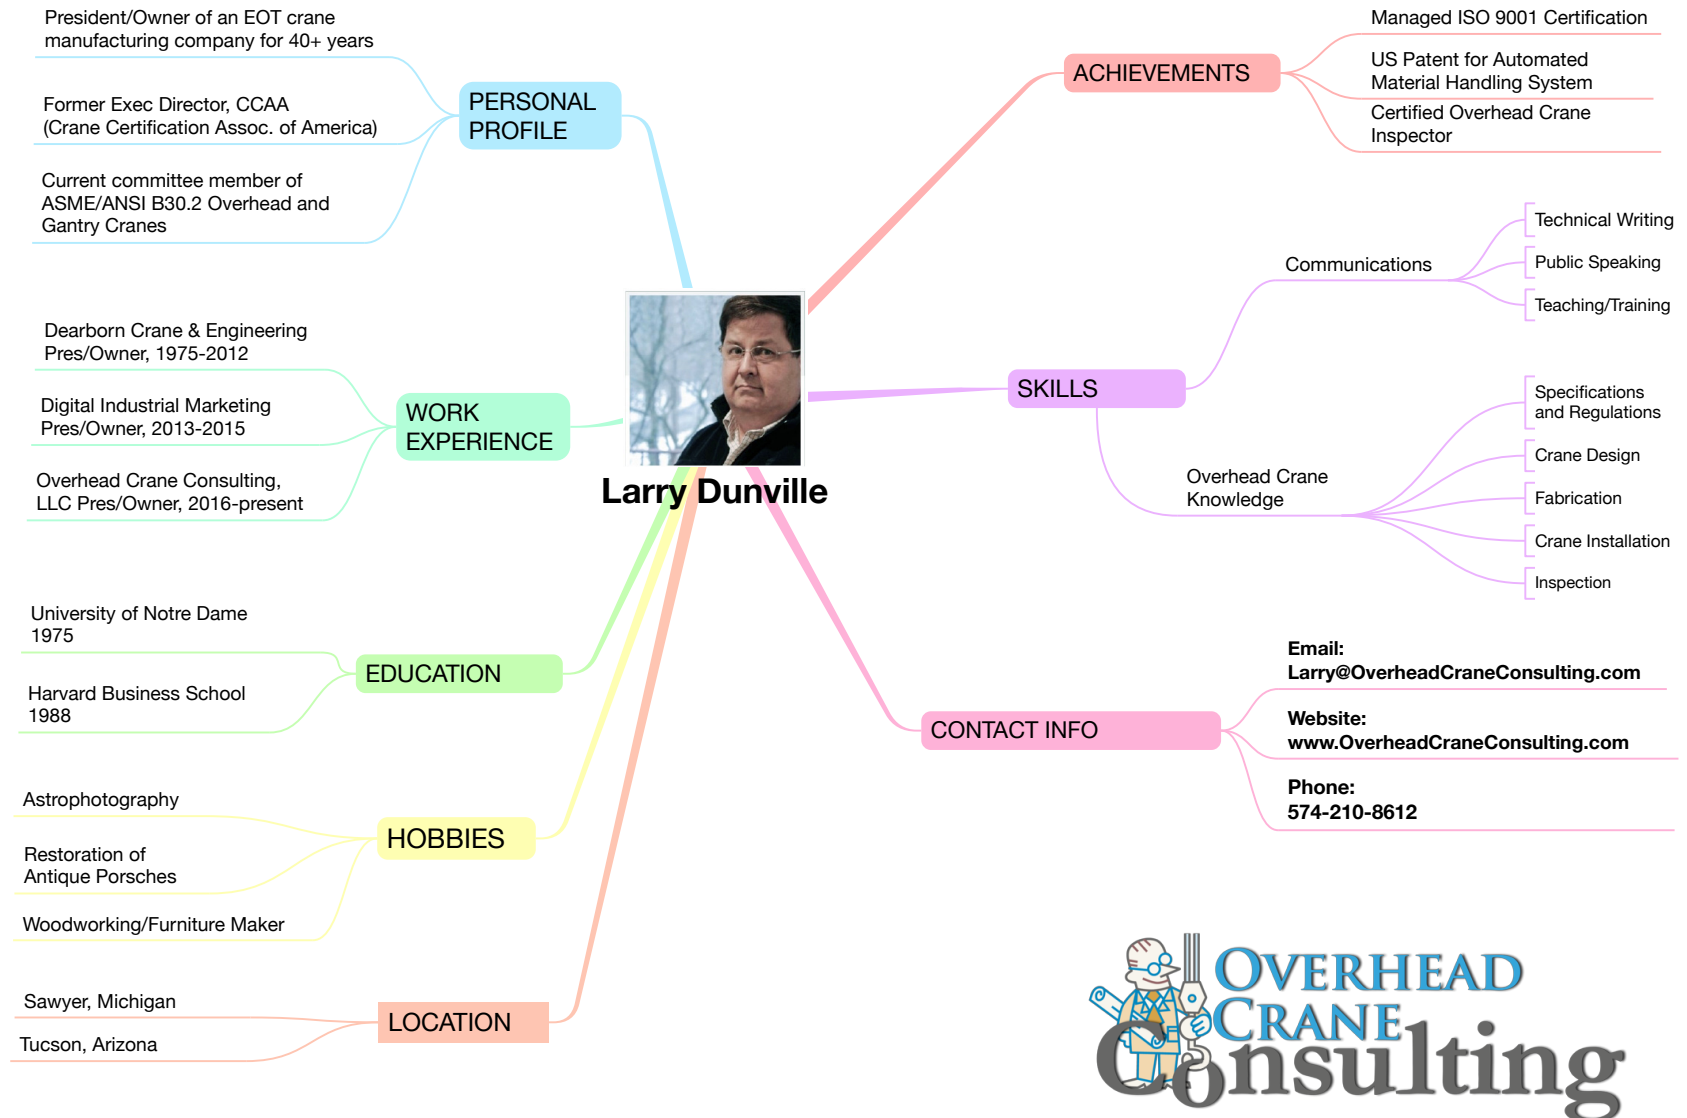 President/Owner of an EOT crane
manufacturing company for 40+ years
Former Exec Director, CCAA
(Crane Certification Assoc. of America)
Current committee member of
ASME/ANSI B30.2 Overhead and
Gantry Cranes
PERSONAL
PROFILE
Dearborn Crane & Engineering
Pres/Owner, 1975-2012
Digital Industrial Marketing
Pres/Owner, 2013-2015
Overhead Crane Consulting,
LLC Pres/Owner, 2016-present
WORK
EXPERIENCE
University of Notre Dame
1975
Harvard Business School
1988
EDUCATION
Astrophotography
Restoration of
Antique Porsches
Woodworking/Furniture Maker
HOBBIES
Sawyer, Michigan
Tucson, Arizona
LOCATION
Larry Dunville
ACHIEVEMENTS
Managed ISO 9001 Certification
US Patent for Automated
Material Handling System
Certified Overhead Crane
Inspector
SKILLS
Communications
Technical Writing
Public Speaking
Teaching/Training
Overhead Crane
Knowledge
Specifications
and Regulations
Crane Design
Fabrication
Crane Installation
Inspection
CONTACT INFO
Email:
Larry@OverheadCraneConsulting.com
Website:
www.OverheadCraneConsulting.com
Phone:
574-210-8612
OVERHEAD
CRANE
Consulting